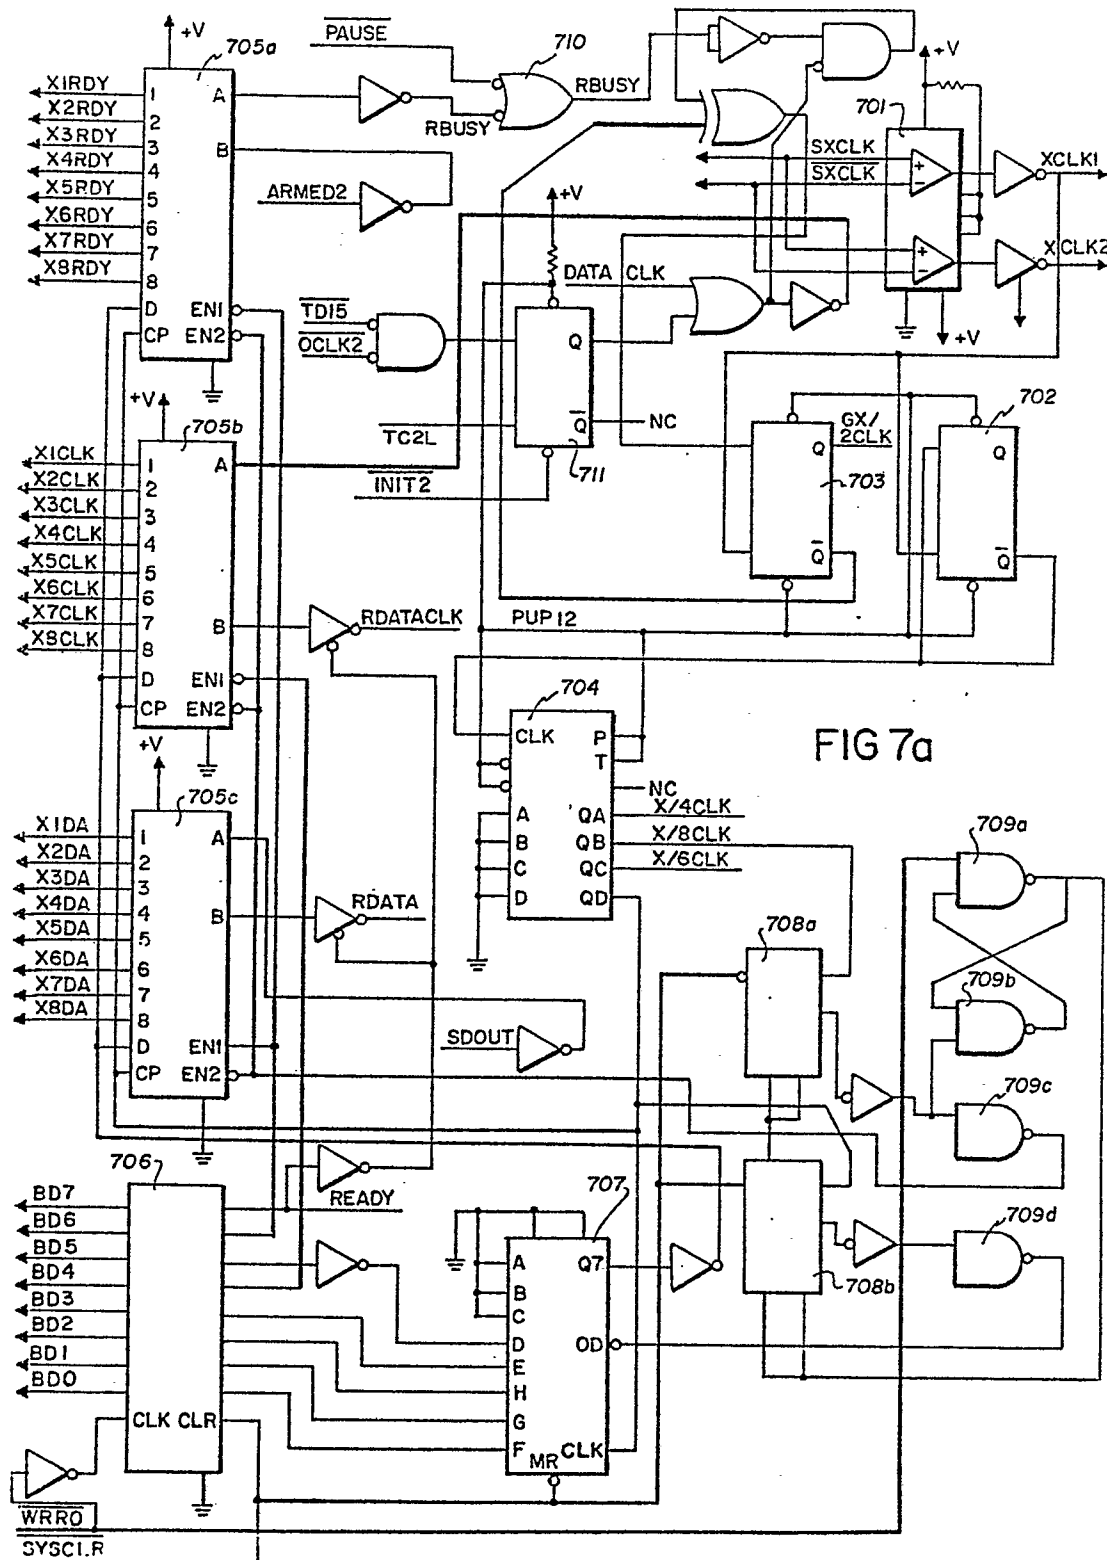 +V
705a
X1RDY
X2RDY
X3RDY
X4RDY
X5RDY
X6RDY
X7RDY
X8RDY
1
2
3
4
5
6
7
8
D
CP
A
B
EN1
EN2
PAUSE
710
RBUSY
RBUSY
ARMED2
+V
701
SXCLK
SXCLK
+
−
+
−
XCLK1
XCLK2
+V
+V
DATA CLK
TD15
OCLK2
Q
Q
NC
TC2L
711
INIT2
GX/
2CLK
Q
703
Q
702
Q
Q
+V
705b
X1CLK
X2CLK
X3CLK
X4CLK
X5CLK
X6CLK
X7CLK
X8CLK
1
2
3
4
5
6
7
8
D
CP
A
B
EN1
EN2
RDATACLK
PUP12
704
CLK
A
B
C
D
P
T
QA
QB
QC
QD
NC
X/4CLK
X/8CLK
X/6CLK
FIG 7a
+V
705c
X1DA
X2DA
X3DA
X4DA
X5DA
X6DA
X7DA
X8DA
1
2
3
4
5
6
7
8
D
CP
A
B
EN1
EN2
RDATA
SDOUT
708a
709a
709b
709c
709d
708b
706
BD7
BD6
BD5
BD4
BD3
BD2
BD1
BD0
CLK CLR
READY
707
A
B
C
D
E
H
G
F
Q7
OD
MR
CLK
WRRO
SYSCLR